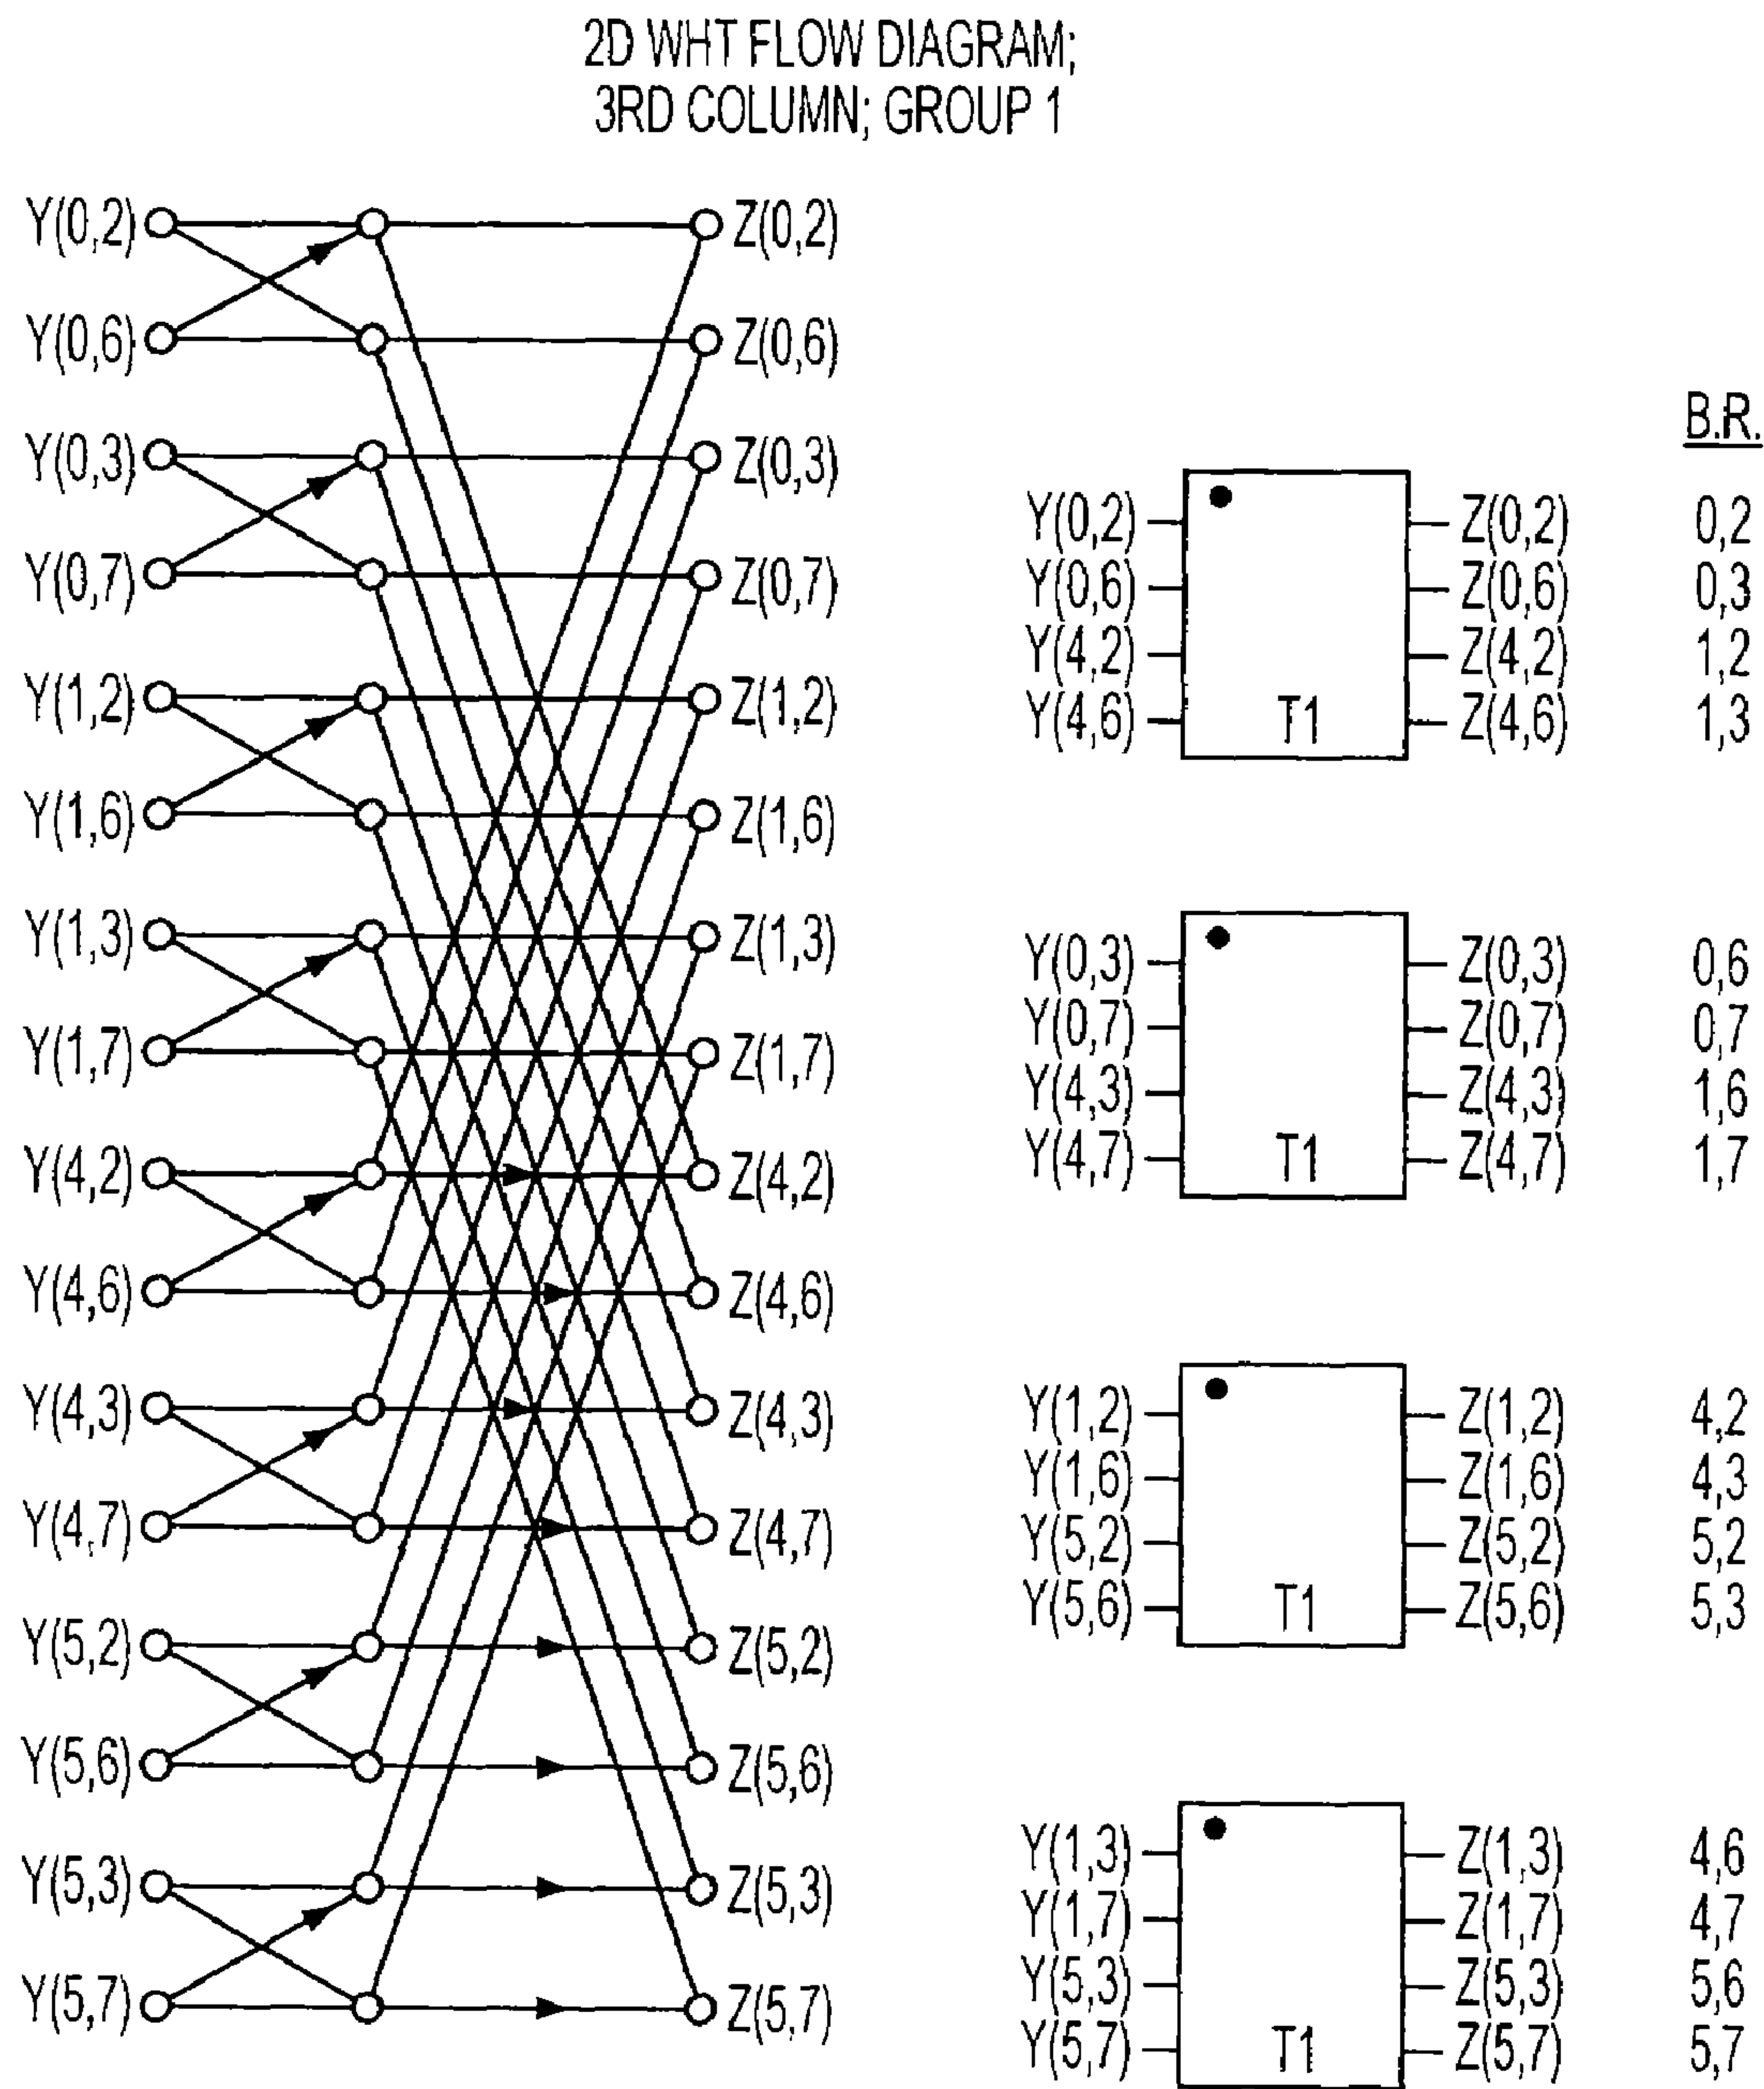 2D WHT FLOW DIAGRAM;
3RD COLUMN; GROUP 1
Y(0,2) Z(0,2)
Y(0,6) Z(0,6)
Y(0,3) Z(0,3)
Y(0,7) Z(0,7)
Y(1,2) Z(1,2)
Y(1,6) Z(1,6)
Y(1,3) Z(1,3)
Y(1,7) Z(1,7)
Y(4,2) Z(4,2)
Y(4,6) Z(4,6)
Y(4,3) Z(4,3)
Y(4,7) Z(4,7)
Y(5,2) Z(5,2)
Y(5,6) Z(5,6)
Y(5,3) Z(5,3)
Y(5,7) Z(5,7)
B.R.
Y(0,2) Z(0,2) 0,2
Y(0,6) Z(0,6) 0,3
Y(4,2) Z(4,2) 1,2
Y(4,6) T1 Z(4,6) 1,3
Y(0,3) Z(0,3) 0,6
Y(0,7) Z(0,7) 0,7
Y(4,3) Z(4,3) 1,6
Y(4,7) T1 Z(4,7) 1,7
Y(1,2) Z(1,2) 4,2
Y(1,6) Z(1,6) 4,3
Y(5,2) Z(5,2) 5,2
Y(5,6) T1 Z(5,6) 5,3
Y(1,3) Z(1,3) 4,6
Y(1,7) Z(1,7) 4,7
Y(5,3) Z(5,3) 5,6
Y(5,7) T1 Z(5,7) 5,7